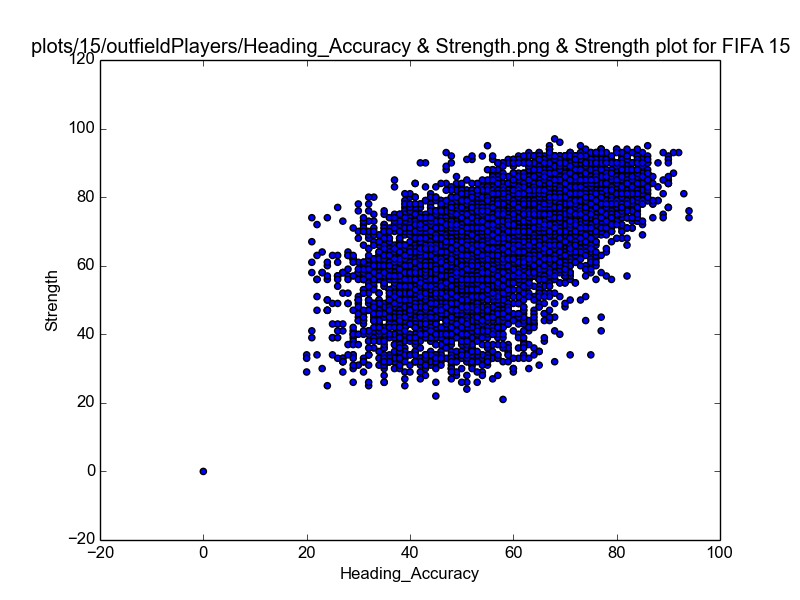 plots/15/outfieldPlayers/Heading_Accuracy & Strength.png & Strength plot for FIFA 15
120
100
80
60
40
20
0
−20
Strength
−20 0 20 40 60 80 100
Heading_Accuracy